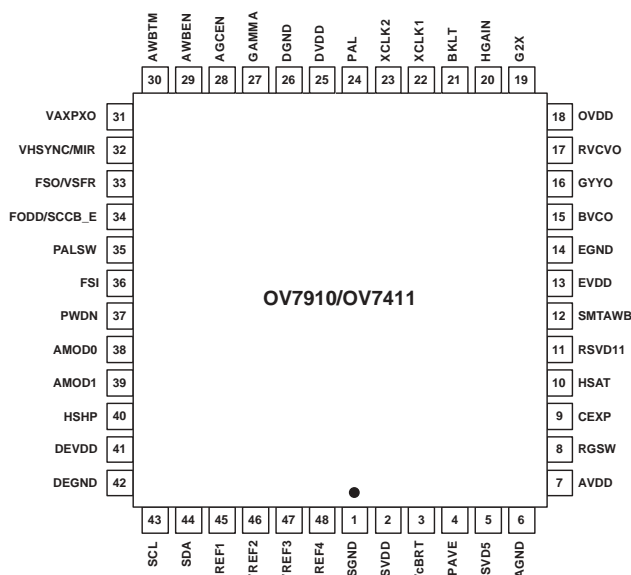 AWBTM AWBEN AGCEN GAMMA DGND DVDD PAL XCLK2 XCLK1 BKLT HGAIN G2X
30 29 28 27 26 25 24 23 22 21 20 19
VAXPXO 31 18 OVDD
VHSYNC/MIR 32 17 RVCVO
FSO/VSFR 33 16 GYYO
FODD/SCCB_E 34 15 BVCO
PALSW 35 14 EGND
FSI 36 13 EVDD
OV7910/OV7411
PWDN 37 12 SMTAWB
AMOD0 38 11 RSVD11
AMOD1 39 10 HSAT
HSHP 40 9 CEXP
DEVDD 41 8 RGSW
DEGND 42 7 AVDD
43 44 45 46 47 48 1 2 3 4 5 6
SCL SDA REF1 REF2 REF3 REF4 SGND SVDD cBRT PAVE SVD5 AGND